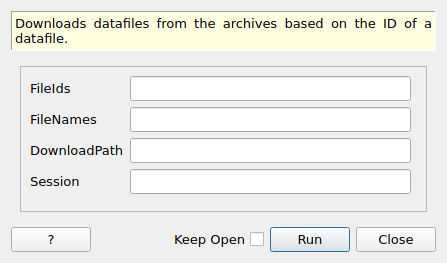 Downloads datafiles from the archives based on the ID of a
datafile.
FileIds
FileNames
DownloadPath
Session
? Keep Open Run Close